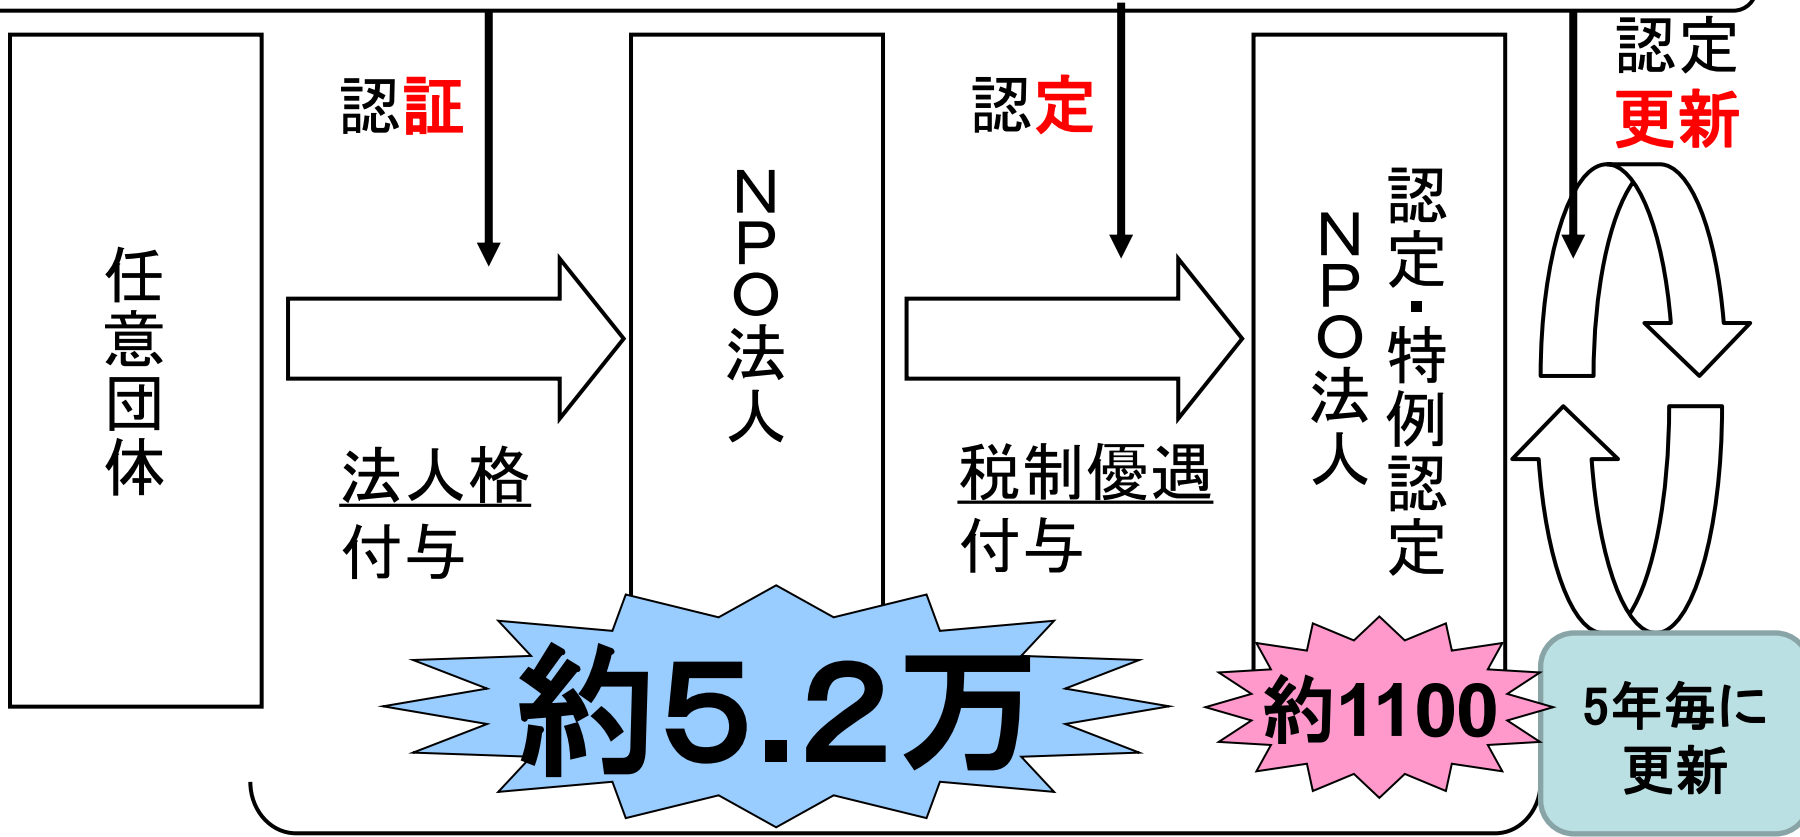 任意団体
認証
法人格
付与
ＮＰＯ法人
約5.2万
認定
税制優遇
付与
認定・特例認定
ＮＰＯ法人
約1100
認定
更新
5年毎に
更新